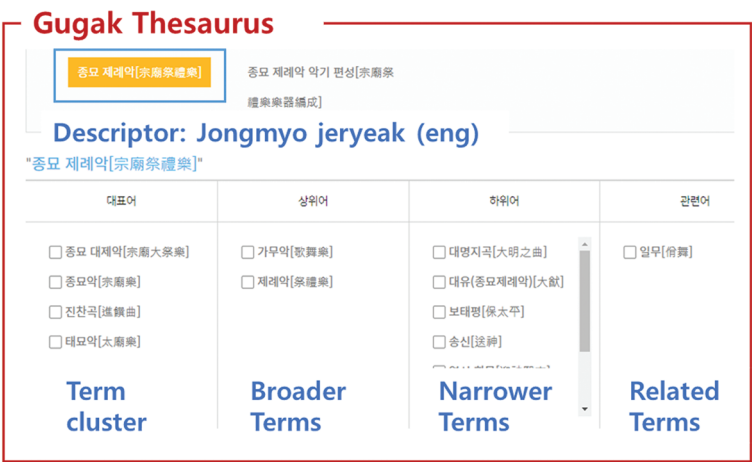 Gugak Thesaurus
종묘 제례악[宗廟祭禮樂]
종묘 제례악 악기 편성[宗廟祭
禮樂樂器編成]
Descriptor: Jongmyo jeryeak (eng)
"종묘 제례악[宗廟祭禮樂]"
대표어 상위어 하위어 관련어
종묘 대제악[宗廟大祭樂] 가무악[歌舞樂] 대명지곡[大明之曲] 일무[佾舞]
종묘악[宗廟樂] 제례악[祭禮樂] 대유(종묘제례악)[大猷]
진찬곡[進饌曲] 보태평[保太平]
태묘악[太廟樂] 송신[送神]
Term Broader Narrower Related
cluster Terms Terms Terms